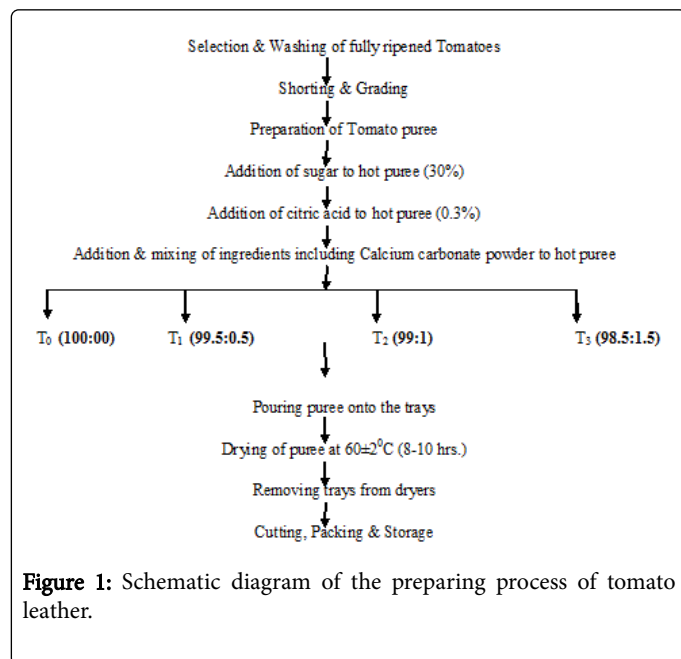 Selection & Washing of fully ripened Tomatoes
Shorting & Grading
Preparation of Tomato puree
Addition of sugar to hot puree (30%)
Addition of citric acid to hot puree (0.3%)
Addition & mixing of ingredients including Calcium carbonate powder to hot puree
T₀ (100:00) T₁ (99.5:0.5) T₂ (99:1) T₃ (98.5:1.5)
Pouring puree onto the trays
Drying of puree at 60±2⁰C (8-10 hrs.)
Removing trays from dryers
Cutting, Packing & Storage
Figure 1: Schematic diagram of the preparing process of tomato
leather.